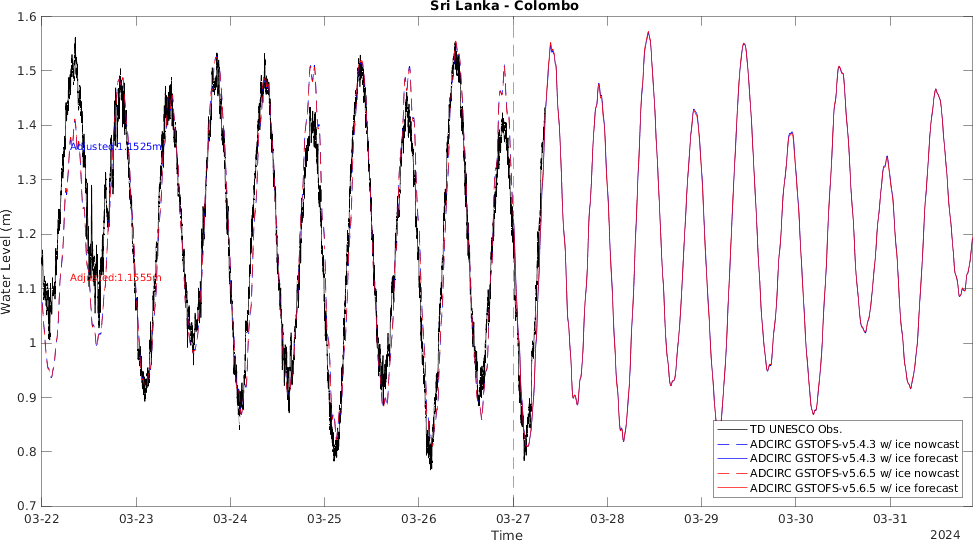 Sri Lanka - Colombo
1.6
1.5
1.4
1.3
1.2
1.1
1
0.9
0.8
0.7
Water Level (m)
Adjusted:1.1525m
Adjusted:1.1555m
TD UNESCO Obs.
ADCIRC GSTOFS-v5.4.3 w/ ice nowcast
ADCIRC GSTOFS-v5.4.3 w/ ice forecast
ADCIRC GSTOFS-v5.6.5 w/ ice nowcast
ADCIRC GSTOFS-v5.6.5 w/ ice forecast
03-22 03-23 03-24 03-25 03-26 03-27 03-28 03-29 03-30 03-31
Time
2024